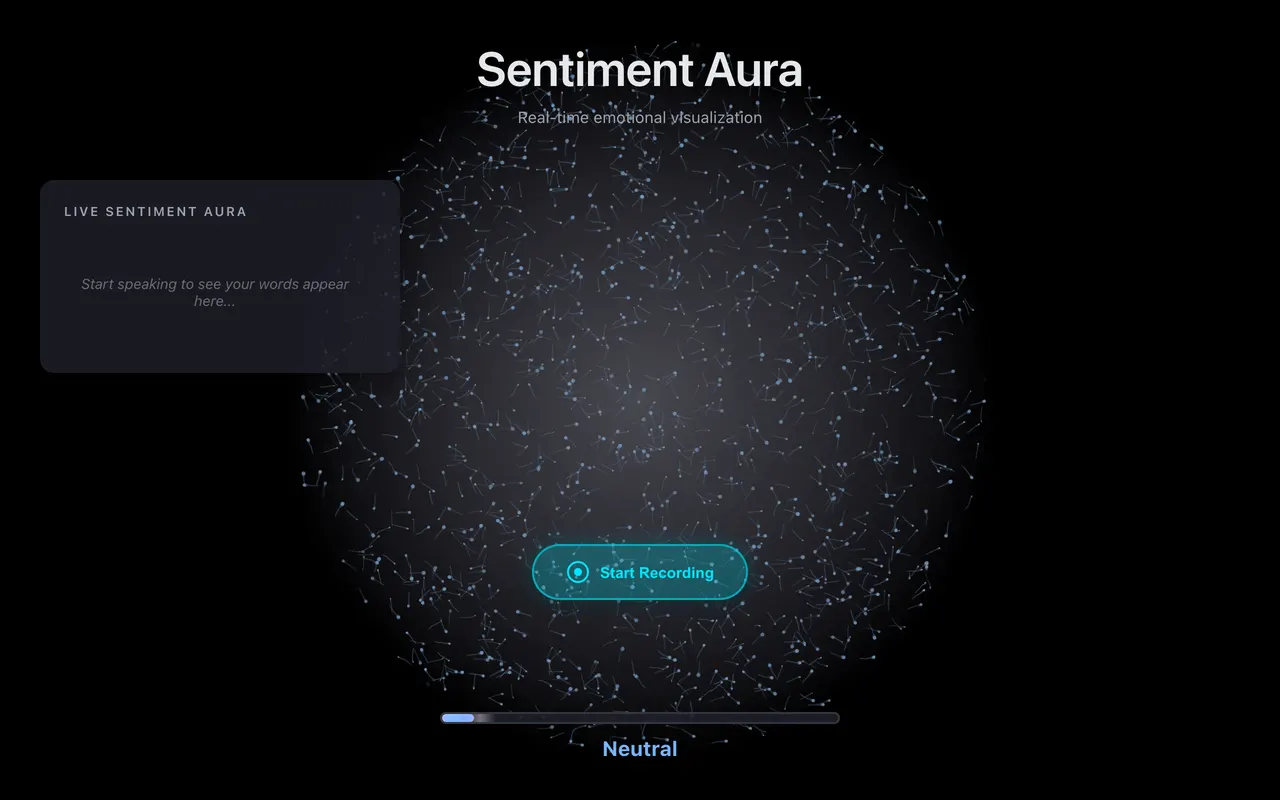 Sentiment Aura
Real-time emotional visualization
LIVE SENTIMENT AURA
Start speaking to see your words appear
here...
Start Recording
Neutral